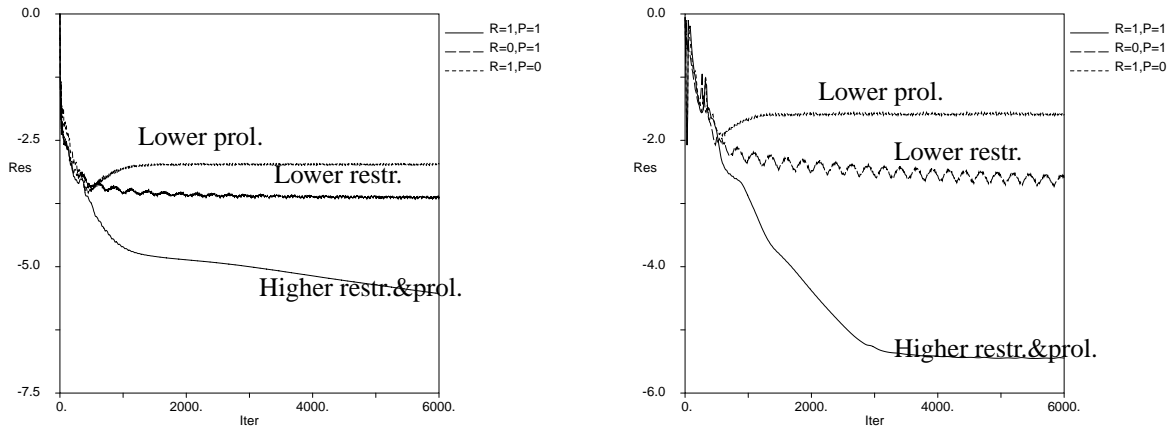 0.0
-2.5
Res
-5.0
-7.5
0.
2000.
4000.
6000.
Iter
R=1,P=1
R=0,P=1
R=1,P=0
Lower prol.
Lower restr.
Higher restr.&prol.
0.0
-2.0
Res
-4.0
-6.0
0.
2000.
4000.
6000.
Iter
R=1,P=1
R=0,P=1
R=1,P=0
Lower prol.
Lower restr.
Higher restr.&prol.